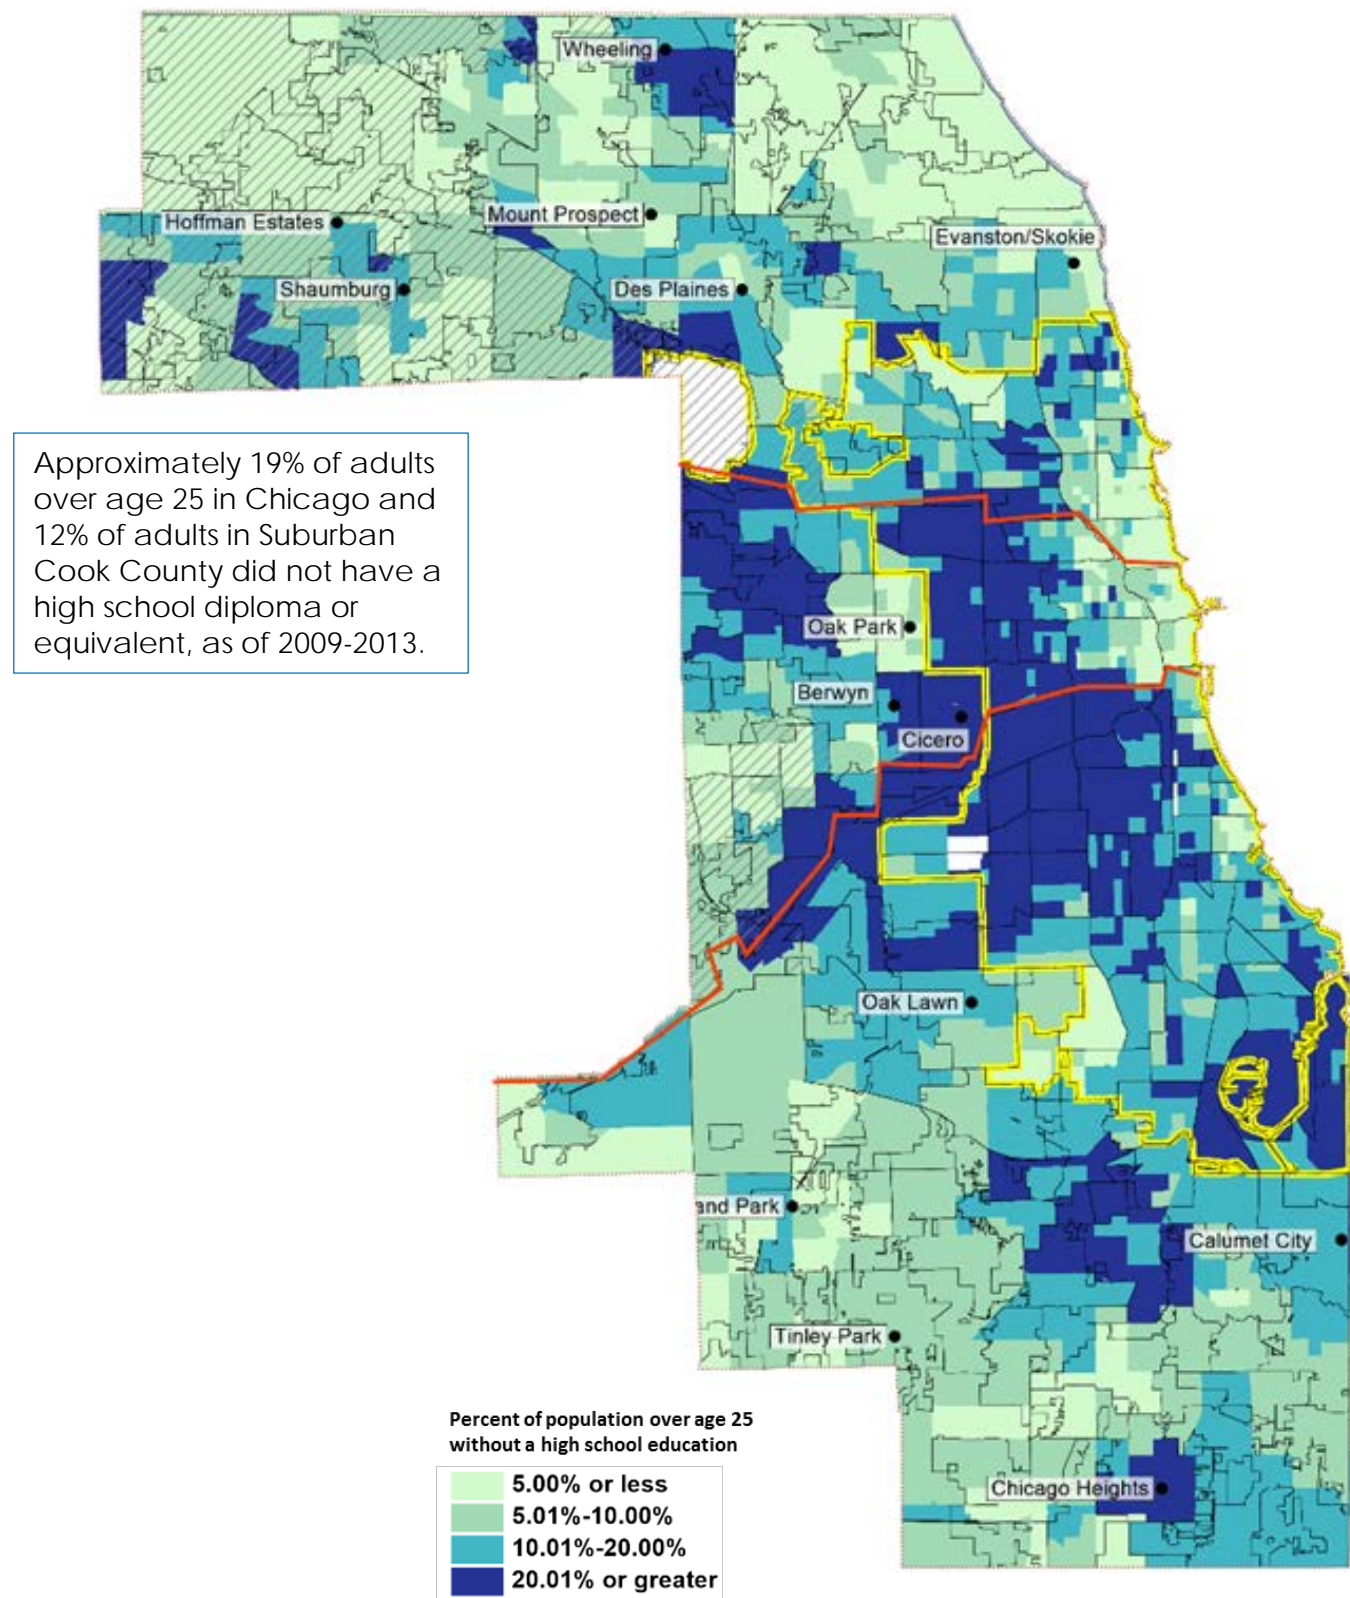 Wheeling
Hoffman Estates
Mount Prospect
Evanston/Skokie
Shaumburg
Des Plaines
Approximately 19% of adults
over age 25 in Chicago and
12% of adults in Suburban
Cook County did not have a
high school diploma or
equivalent, as of 2009-2013.
Oak Park
Berwyn
Cicero
Oak Lawn
and Park
Calumet City
Tinley Park
Percent of population over age 25
without a high school education
5.00% or less
5.01%-10.00%
10.01%-20.00%
20.01% or greater
Chicago Heights